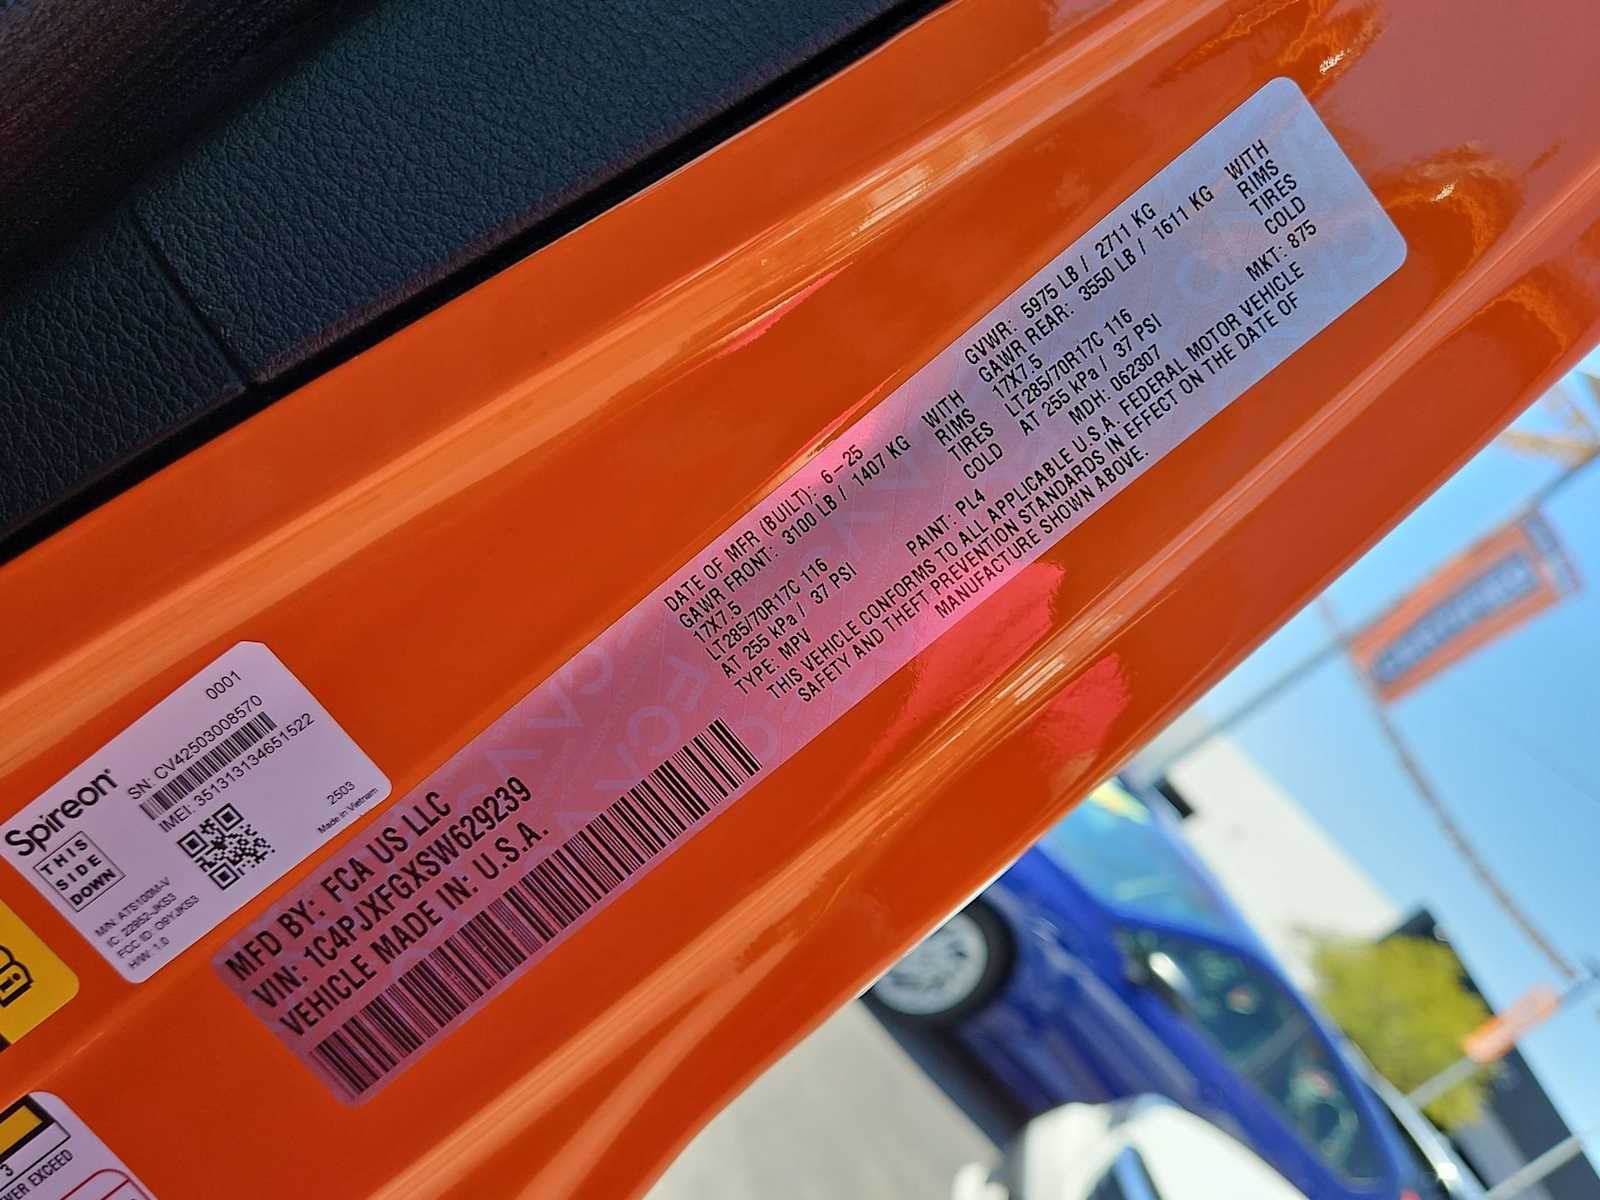 Spireon
THIS
SIDE
DOWN
SN: CV42503008570
0001
IMEI: 351313134651522
M/N: ATS100M-V
IC: 22952-JKS3
FCC ID: O9YJKS3
H/W: 1.0
2503
Made in Vietnam
MFD BY: FCA US LLC
VIN: 1C4PJXFGXSW629239
VEHICLE MADE IN: U.S.A.
DATE OF MFR (BUILT): 6-25
GAWR FRONT: 3100 LB / 1407 KG WITH
17X7.5 RIMS
LT285/70R17C 116 TIRES
AT 255 kPa / 37 PSI COLD
TYPE: MPV PAINT: PL4
GVWR: 5975 LB / 2711 KG
GAWR REAR: 3550 LB / 1611 KG WITH
17X7.5 RIMS
LT285/70R17C 116 TIRES
AT 255 kPa / 37 PSI COLD
MDH: 062307 MKT: 875
THIS VEHICLE CONFORMS TO ALL APPLICABLE U.S.A. FEDERAL MOTOR VEHICLE
SAFETY AND THEFT PREVENTION STANDARDS IN EFFECT ON THE DATE OF
MANUFACTURE SHOWN ABOVE.
3
EVER EXCEED